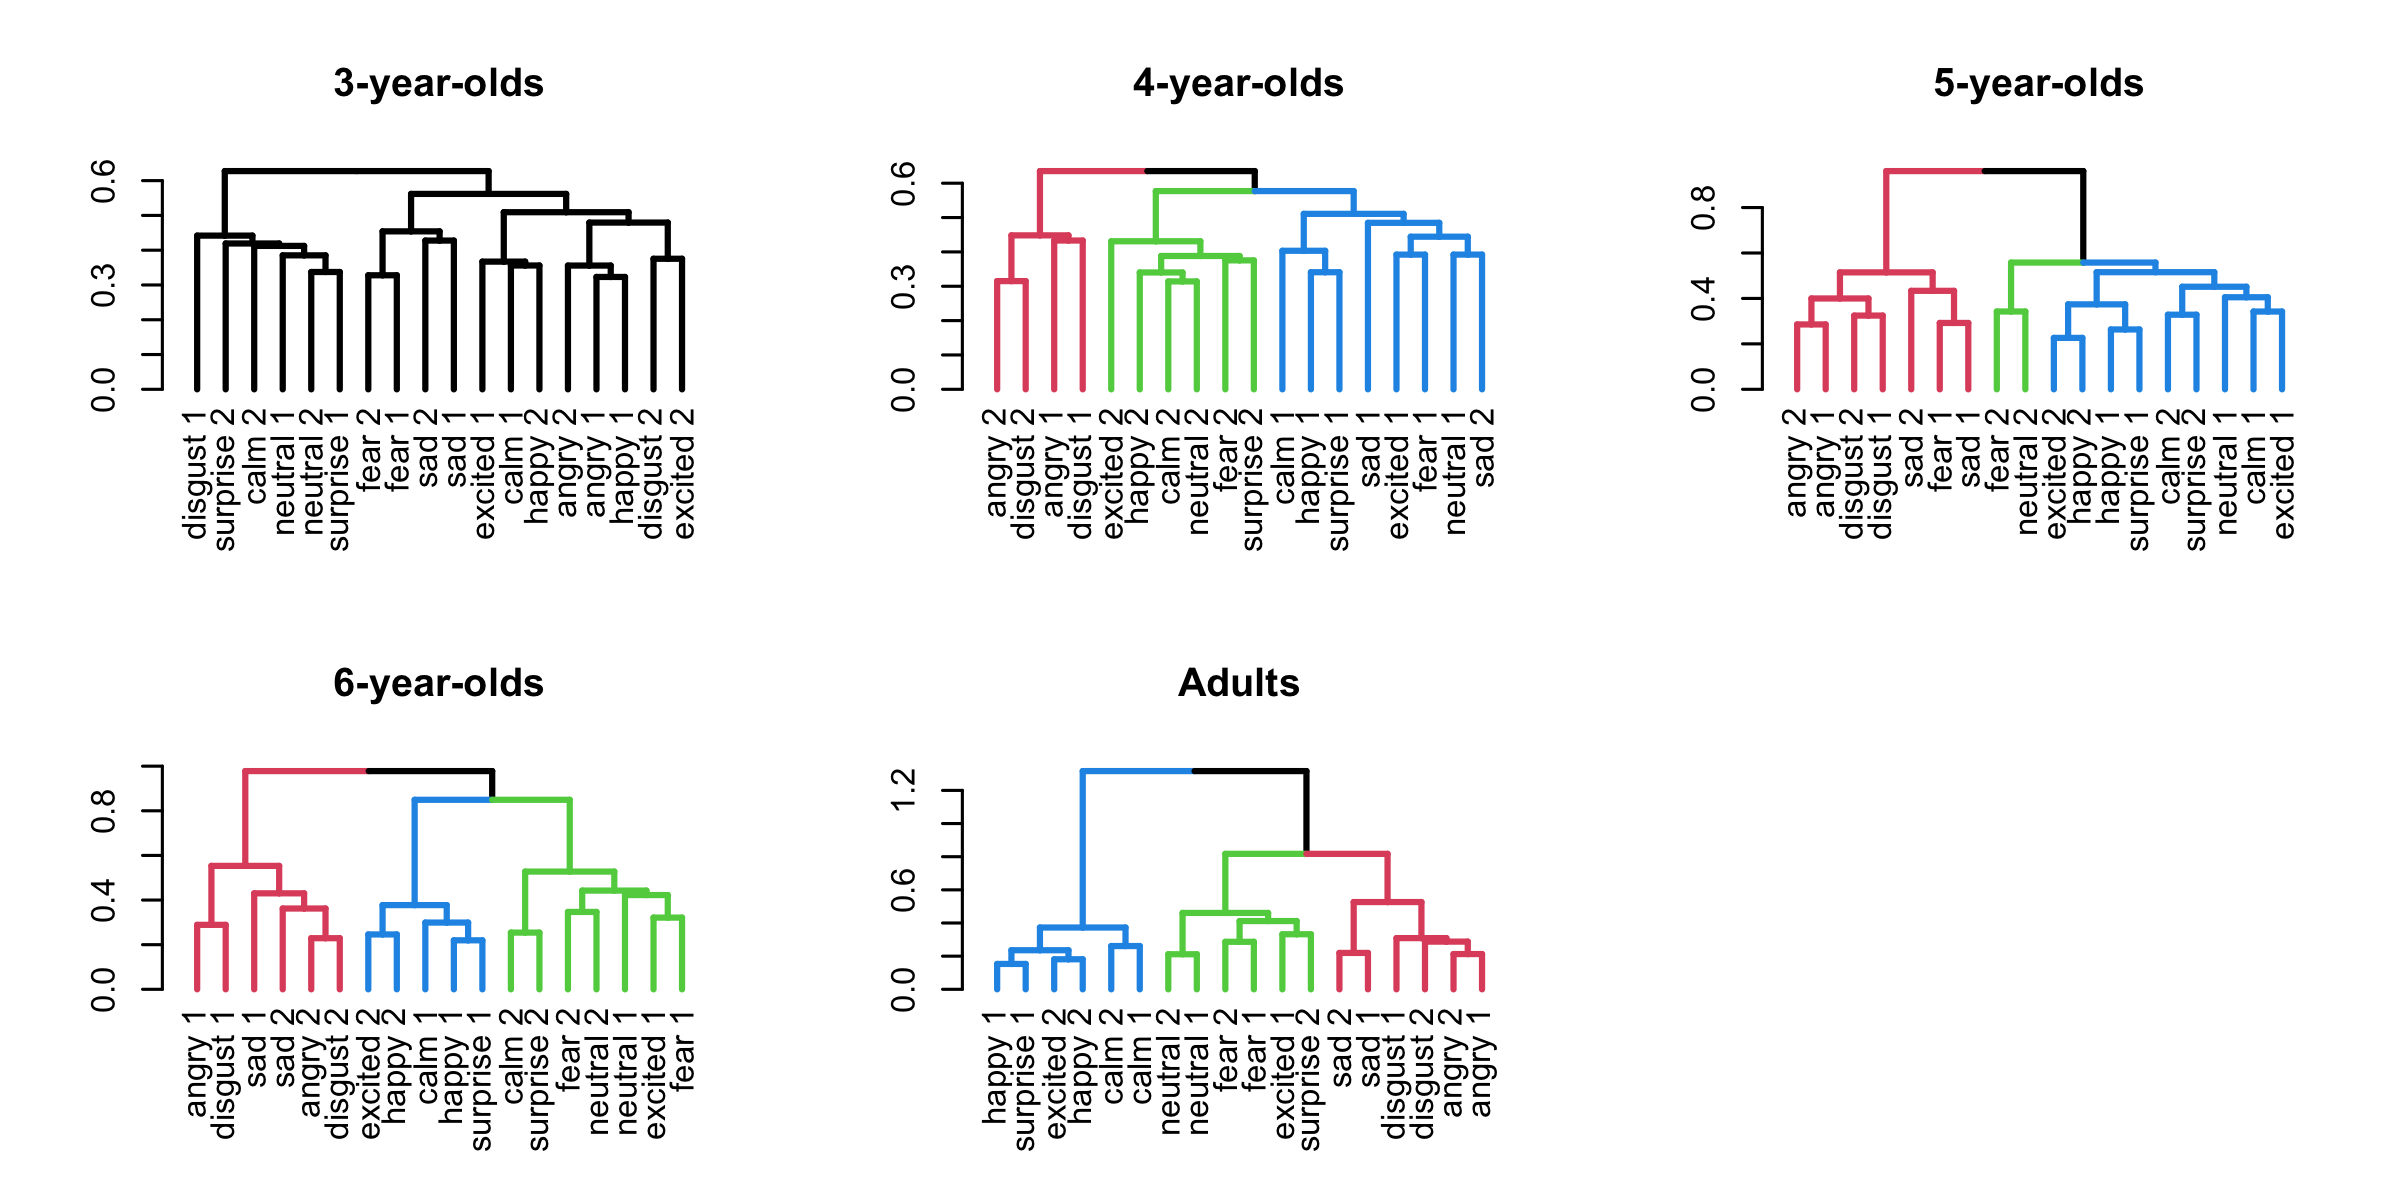 3-year-olds
0.0 0.3 0.6
disgust 1
surprise 2
calm 2
neutral 1
neutral 2
surprise 1
fear 2
fear 1
sad 2
sad 1
excited 1
calm 1
happy 2
angry 2
angry 1
happy 1
disgust 2
excited 2
4-year-olds
0.0 0.3 0.6
angry 2
disgust 2
angry 1
disgust 1
excited 2
happy 2
calm 2
neutral 2
fear 2
surprise 2
calm 1
happy 1
surprise 1
sad 1
excited 1
fear 1
neutral 1
sad 2
5-year-olds
0.0 0.4 0.8
angry 2
angry 1
disgust 2
disgust 1
sad 2
fear 1
sad 1
fear 2
neutral 2
excited 2
happy 2
happy 1
surprise 1
calm 2
surprise 2
neutral 1
calm 1
excited 1
6-year-olds
0.0 0.4 0.8
angry 1
disgust 1
sad 1
sad 2
angry 2
disgust 2
excited 2
happy 2
calm 1
happy 1
surprise 1
calm 2
surprise 2
fear 2
neutral 2
neutral 1
excited 1
fear 1
Adults
0.0 0.6 1.2
happy 1
surprise 1
excited 2
happy 2
calm 2
calm 1
neutral 2
neutral 1
fear 2
fear 1
excited 1
surprise 2
sad 2
sad 1
disgust 1
disgust 2
angry 2
angry 1